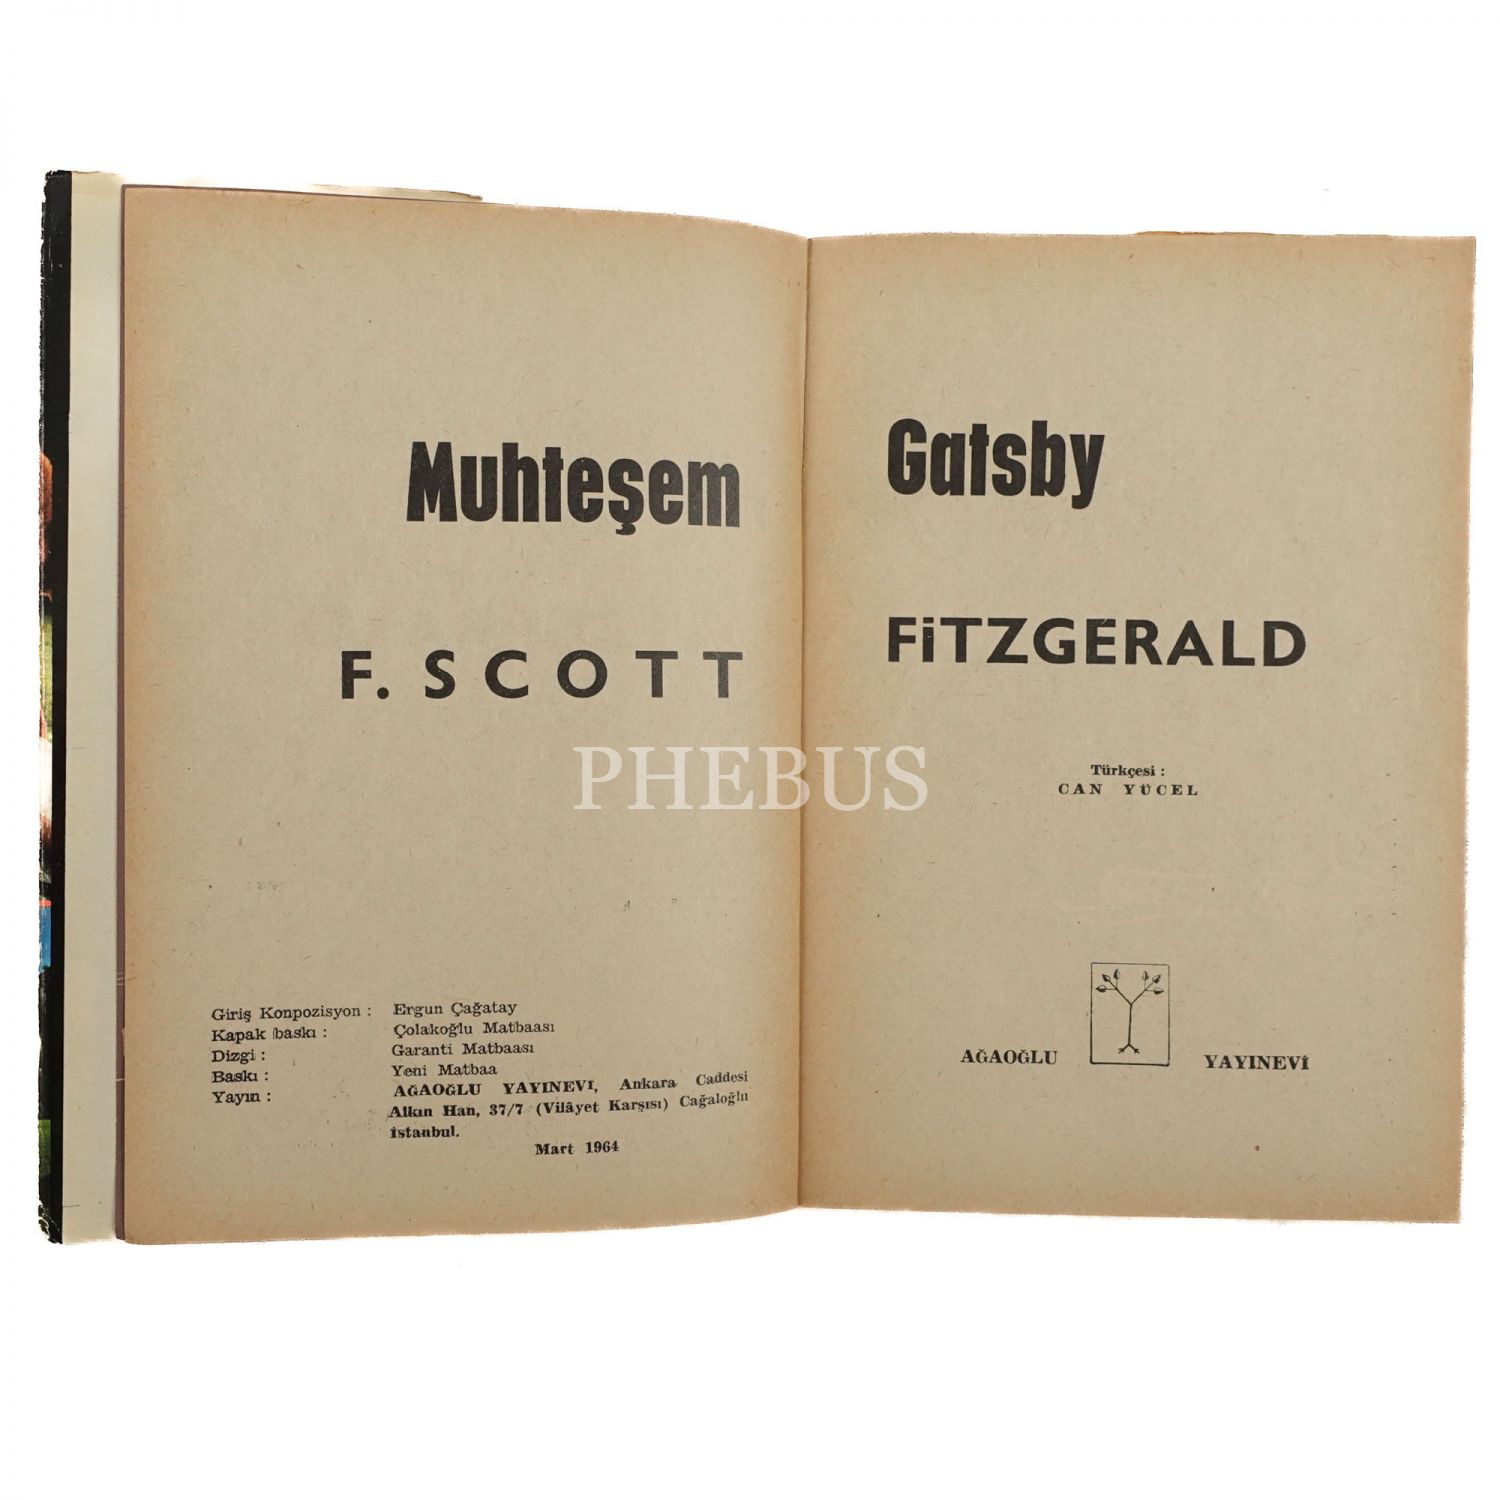 Muhteşem Gatsby
F. SCOTT FiTZGERALD
Türkçesi :
CAN YÜCEL
PHEBUS
Giriş Konpozisyon : Ergun Çağatay
Kapak baskı : Çolakoğlu Matbaası
Dizgi : Garanti Matbaası
Baskı : Yeni Matbaa
Yayın : AĞAOĞLU YAYINEVİ, Ankara Caddesi
Alkın Han, 37/7 (Vilâyet Karşısı) Cağaloğlu
İstanbul.
Mart 1964
AĞAOĞLU YAYINEVİ